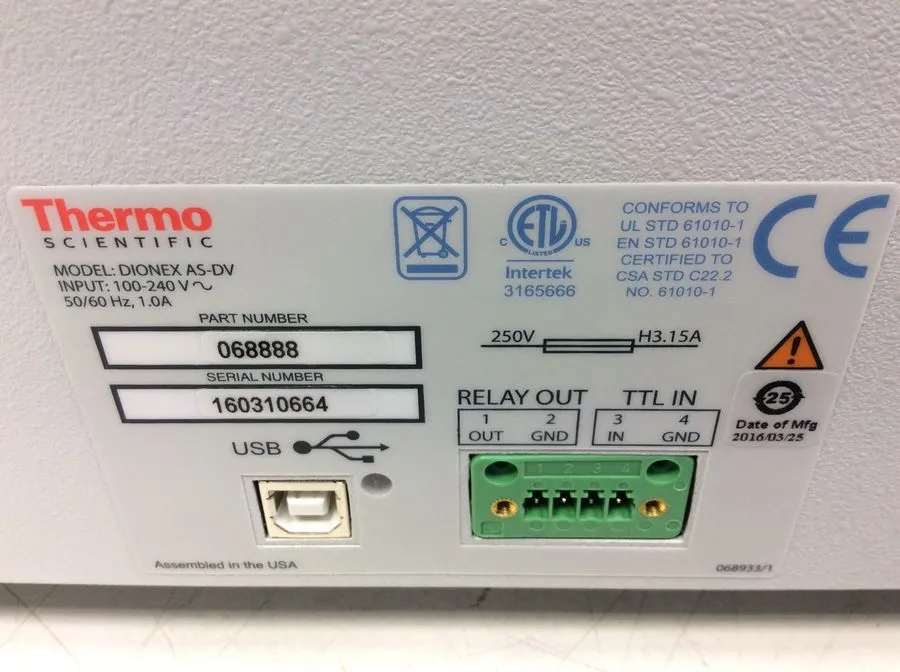 Thermo
SCIENTIFIC
MODEL: DIONEX AS-DV
INPUT: 100-240 V ~
50/60 Hz, 1.0A
PART NUMBER
068888
SERIAL NUMBER
160310664
USB
Assembled in the USA
ETL
LISTED
C US
Intertek
3165666
CONFORMS TO
UL STD 61010-1
EN STD 61010-1
CERTIFIED TO
CSA STD C22.2
NO. 61010-1
CE
250V H3.15A
RELAY OUT TTL IN
1 2 3 4
OUT GND IN GND
1 2 3 4
25
Date of Mfg
2016/03/25
068933/1